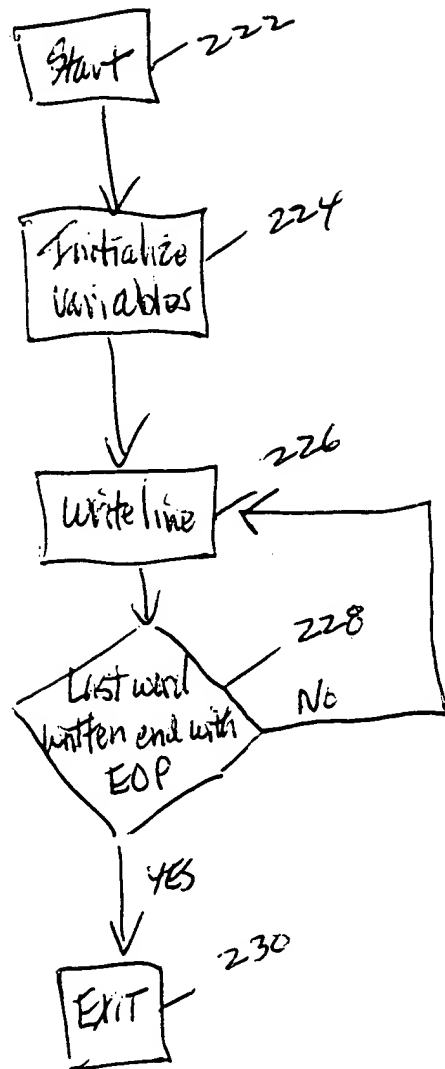 Start
222
Initialize
variables
224
write line
226
Last word
written end with
EOP
228
No
YES
EXIT
230